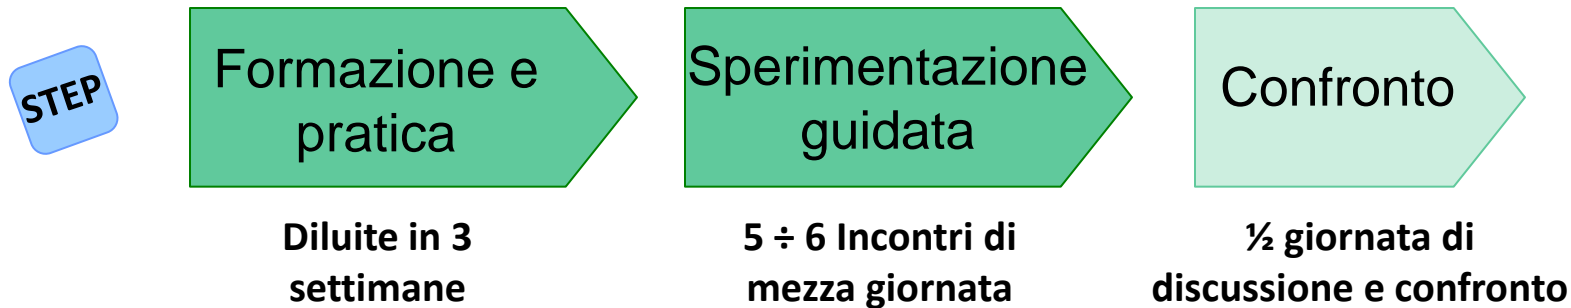 STEP
Formazione e
pratica
Sperimentazione
guidata
Confronto
Diluite in 3
settimane
5 ÷ 6 Incontri di
mezza giornata
½ giornata di
discussione e confronto